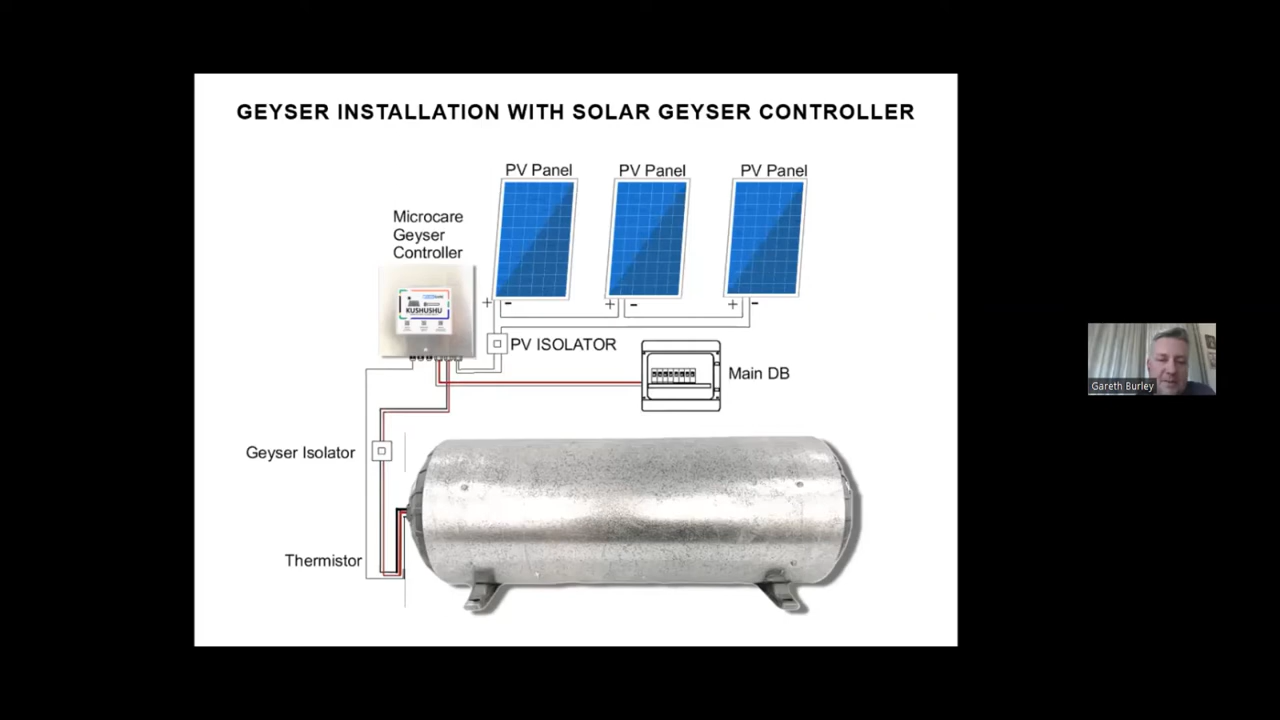 GEYSER INSTALLATION WITH SOLAR GEYSER CONTROLLER
PV Panel
PV Panel
PV Panel
Microcare
Geyser
Controller
KUSHUSHU
+
-
+
-
+
-
PV ISOLATOR
Main DB
Gareth Burley
Geyser Isolator
Thermistor